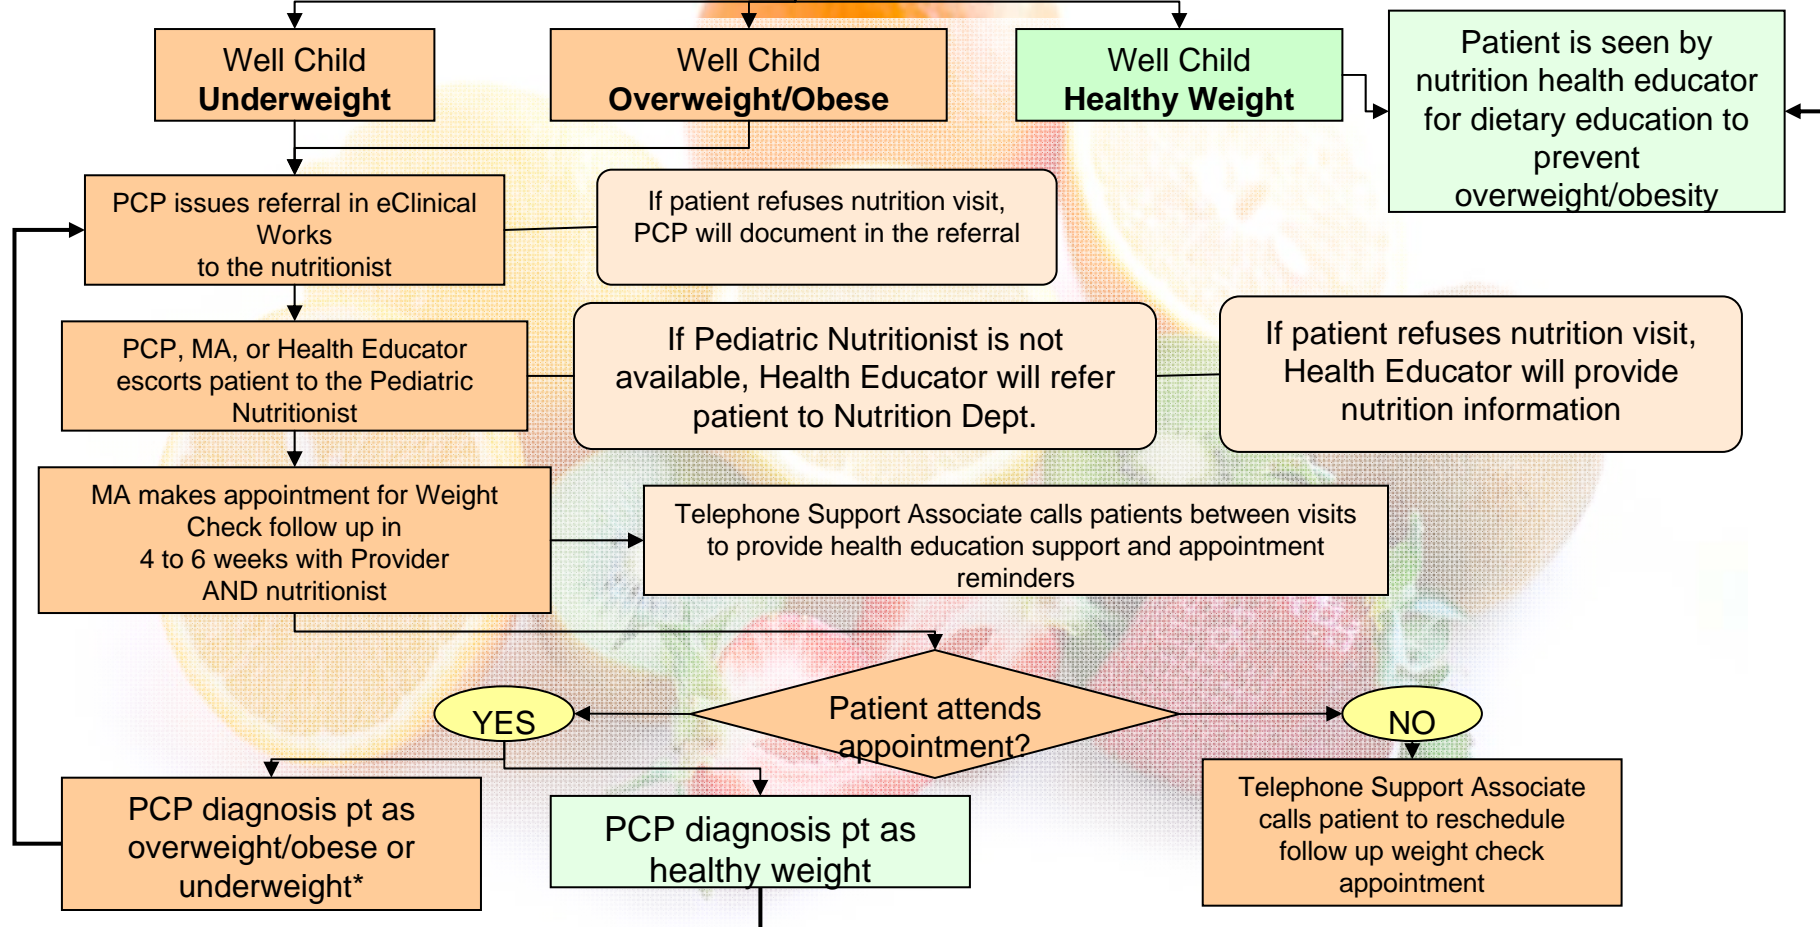 Well Child
Underweight
Well Child
Overweight/Obese
Well Child
Healthy Weight
Patient is seen by
nutrition health educator
for dietary education to
prevent
overweight/obesity
PCP issues referral in eClinical
Works
to the nutritionist
If patient refuses nutrition visit,
PCP will document in the referral
PCP, MA, or Health Educator
escorts patient to the Pediatric
Nutritionist
If Pediatric Nutritionist is not
available, Health Educator will refer
patient to Nutrition Dept.
If patient refuses nutrition visit,
Health Educator will provide
nutrition information
MA makes appointment for Weight
Check follow up in
4 to 6 weeks with Provider
AND nutritionist
Telephone Support Associate calls patients between visits
to provide health education support and appointment
reminders
Patient attends
appointment?
YES
NO
PCP diagnosis pt as
overweight/obese or
underweight*
PCP diagnosis pt as
healthy weight
Telephone Support Associate
calls patient to reschedule
follow up weight check
appointment